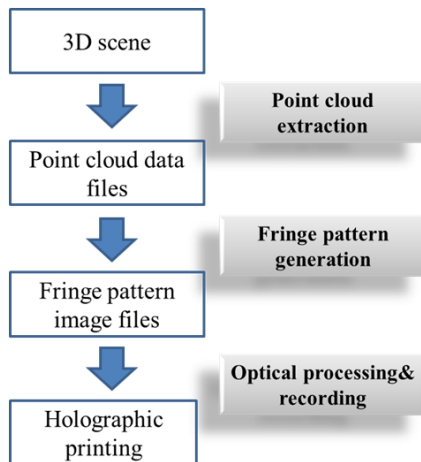 3D scene
Point cloud
extraction
Point cloud data
files
Fringe pattern
generation
Fringe pattern
image files
Optical processing&
recording
Holographic
printing